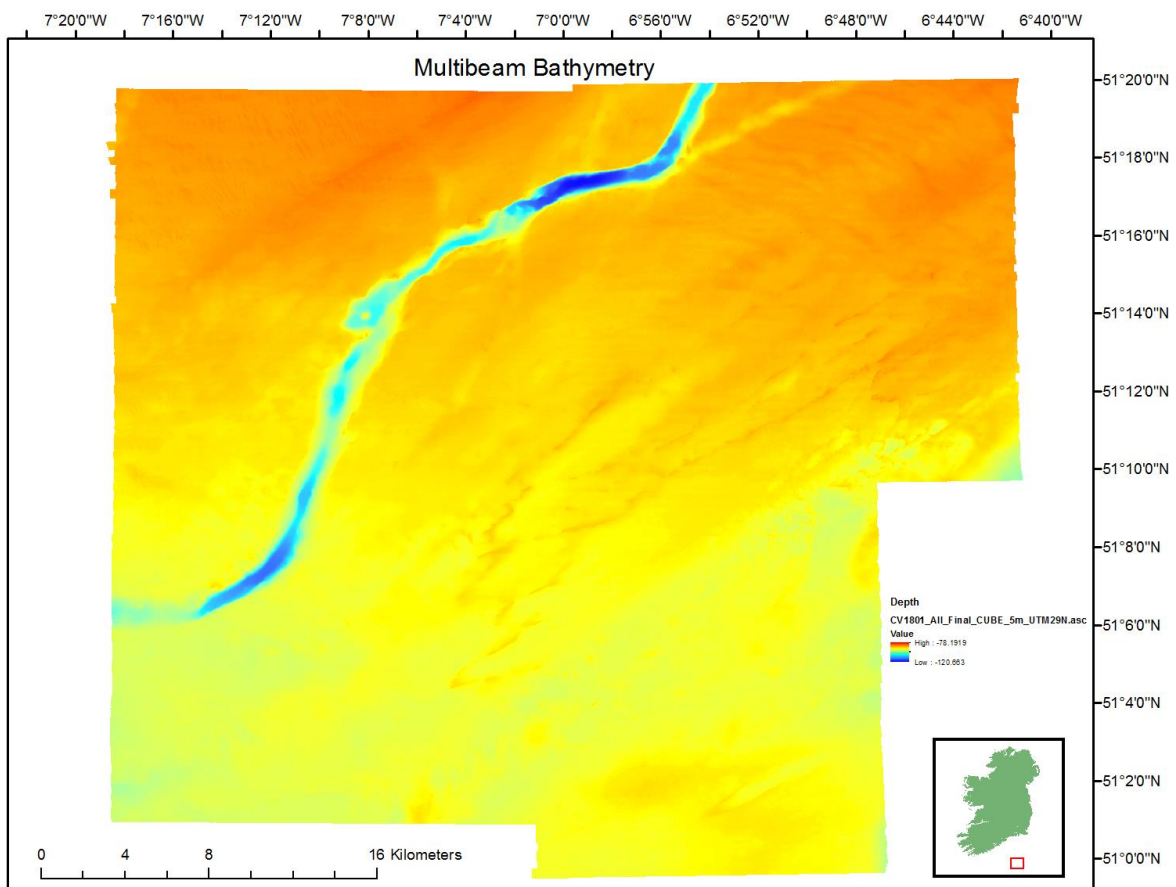 7°20'0"W 7°16'0"W 7°12'0"W 7°8'0"W 7°4'0"W 7°0'0"W 6°56'0"W 6°52'0"W 6°48'0"W 6°44'0"W 6°40'0"W
Multibeam Bathymetry
51°20'0"N
51°18'0"N
51°16'0"N
51°14'0"N
51°12'0"N
51°10'0"N
51°8'0"N
51°6'0"N
51°4'0"N
51°2'0"N
51°0'0"N
Depth
CV1801_All_Final_CUBE_5m_UTM29N.asc
Value
High : -78.1919
Low : -120.663
0 4 8 16 Kilometers